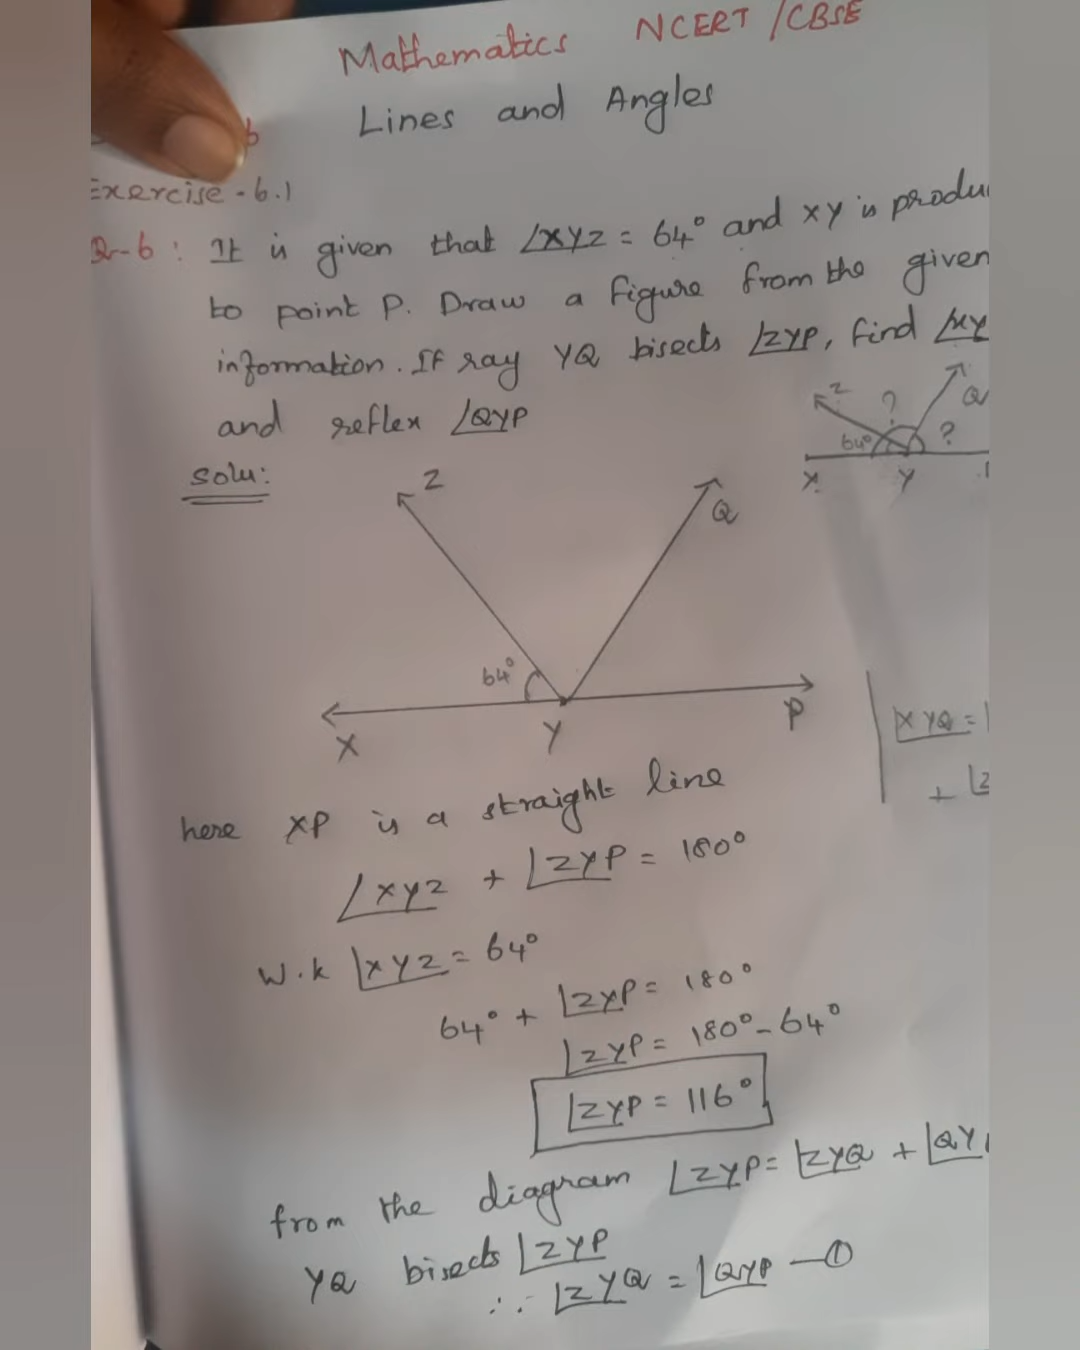 Mathematics NCERT/CBSE
Lines and Angles
Exercise-6.1
Q-6: It is given that ∠XYZ = 64° and XY is
to point P. Draw a figure from the given
information. If ray YQ bisects ∠ZYP, find
and reflex ∠QYP
Solu:
Z
?
Q
64°
?
X
Y
Z
Q
64°
X
Y
P
∠XYQ =
+
here XP is a straight line
∠XYZ + ∠ZYP = 180°
W.k ∠XYZ = 64°
64° + ∠ZYP = 180°
∠ZYP = 180° - 64°
∠ZYP = 116°
from the diagram ∠ZYP = ∠ZYQ +
YQ bisects ∠ZYP
∴ ∠ZYQ = ∠QYP —①